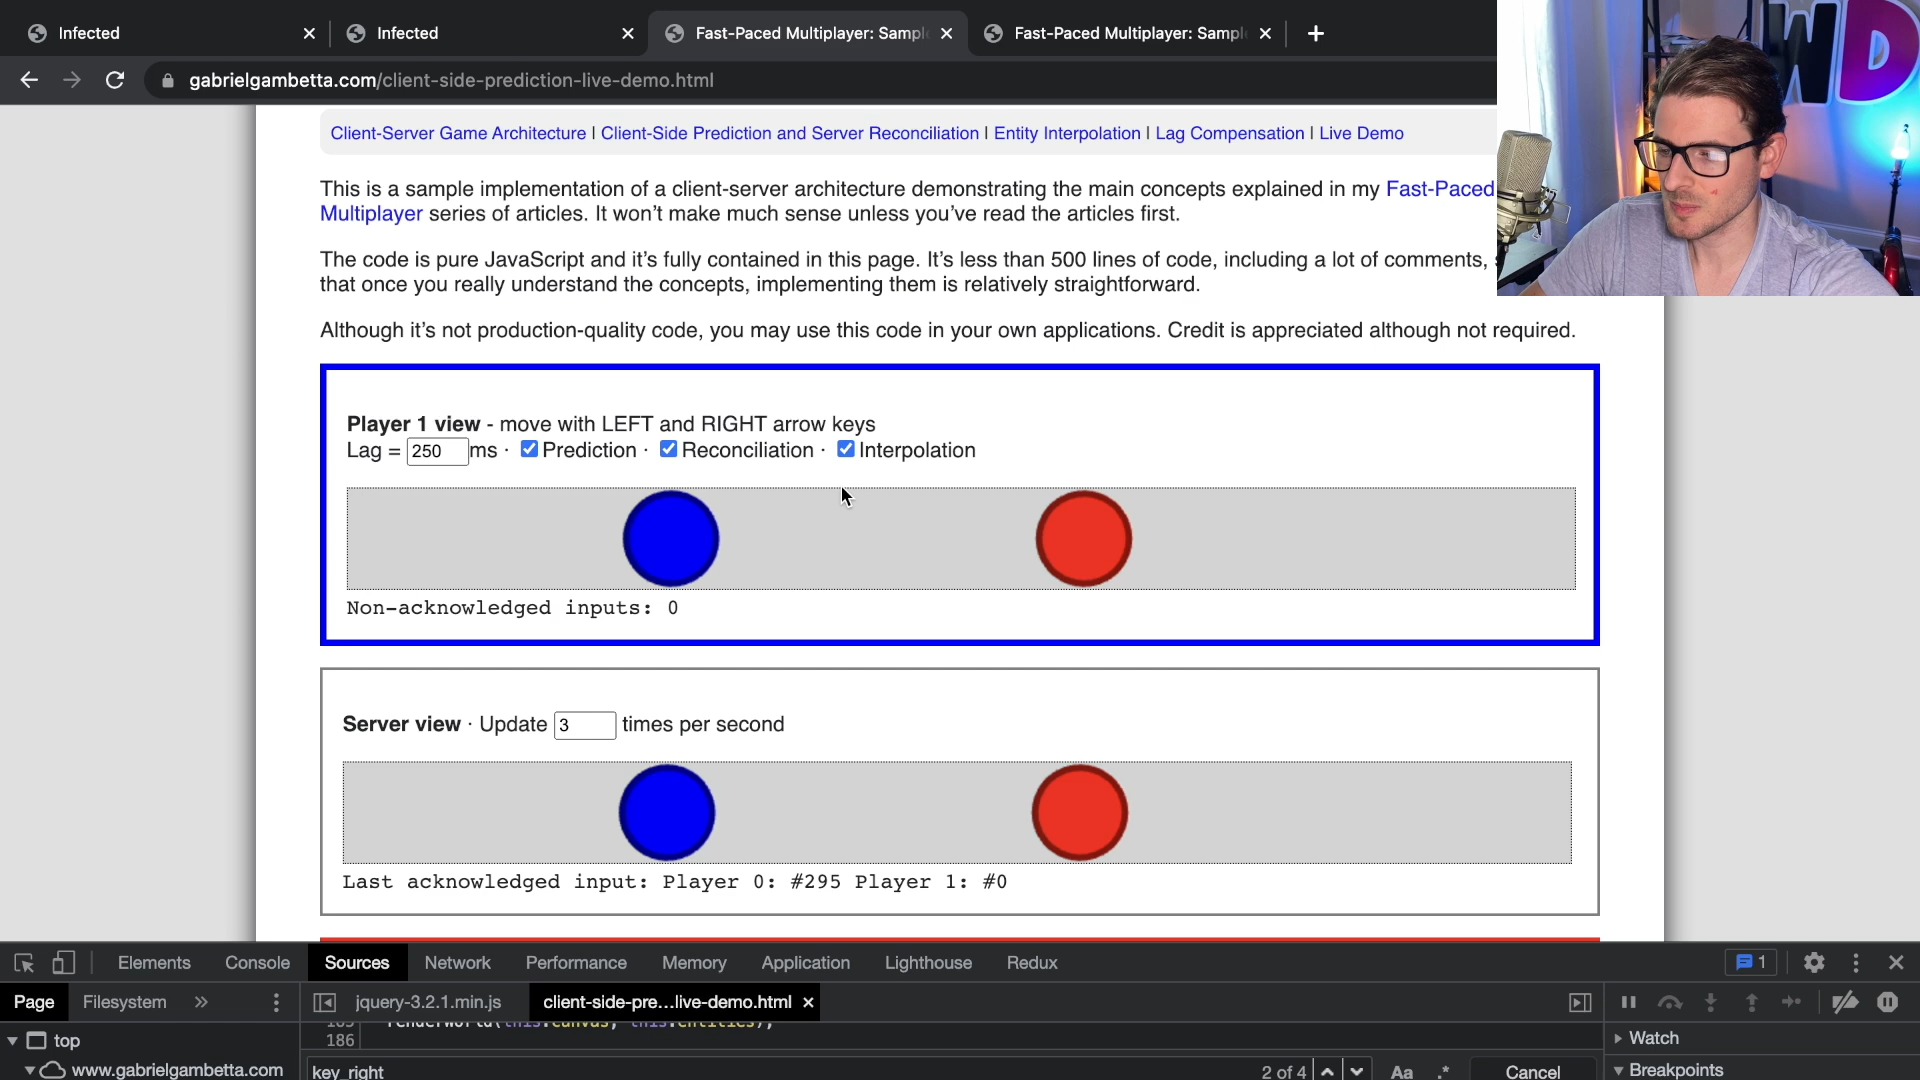 Infected
Infected
Fast-Paced Multiplayer: Sampl
Fast-Paced Multiplayer: Sampl
gabrielgambetta.com/client-side-prediction-live-demo.html
WD
Client-Server Game Architecture | Client-Side Prediction and Server Reconciliation | Entity Interpolation | Lag Compensation | Live Demo
This is a sample implementation of a client-server architecture demonstrating the main concepts explained in my Fast-Paced
Multiplayer series of articles. It won't make much sense unless you've read the articles first.
The code is pure JavaScript and it's fully contained in this page. It's less than 500 lines of code, including a lot of comments,
that once you really understand the concepts, implementing them is relatively straightforward.
Although it's not production-quality code, you may use this code in your own applications. Credit is appreciated although not required.
Player 1 view - move with LEFT and RIGHT arrow keys
Lag = 250 ms · Prediction · Reconciliation · Interpolation
Non-acknowledged inputs: 0
Server view · Update 3 times per second
Last acknowledged input: Player 0: #295 Player 1: #0
Elements Console Sources Network Performance Memory Application Lighthouse Redux 1
Page Filesystem » jquery-3.2.1.min.js client-side-pre...live-demo.html
top
186
Watch
www.gabrielgambetta.com
key_right 2 of 4 Aa .* Cancel
Breakpoints